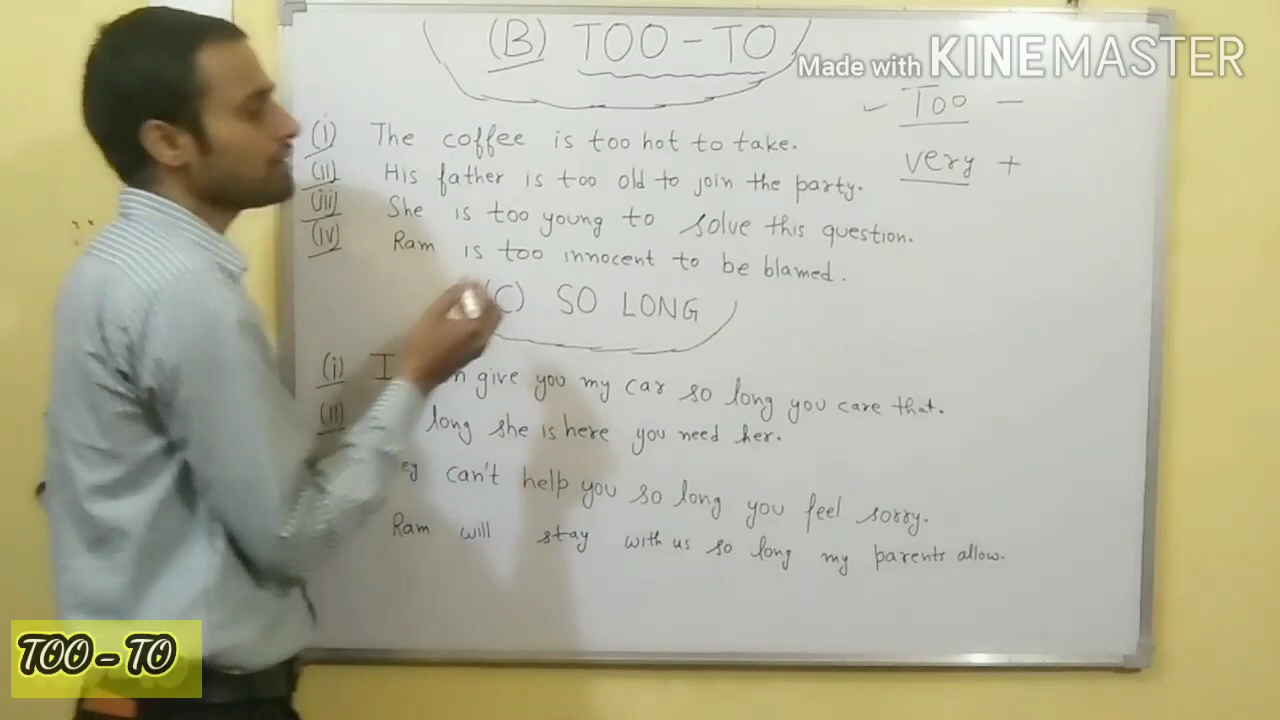 (B) TOO - TO
Made with KINEMASTER
Too -
very +
(i) The coffee is too hot to take.
(ii) His father is too old to join the party.
(iii) She is too young to solve this question.
(iv) Ram is too innocent to be blamed.
(C) SO LONG
(i) I give you my car so long you care that.
(ii) long she is here you need her.
can't help you so long you feel sorry.
Ram will stay with us so long my parents allow.
TOO - TO